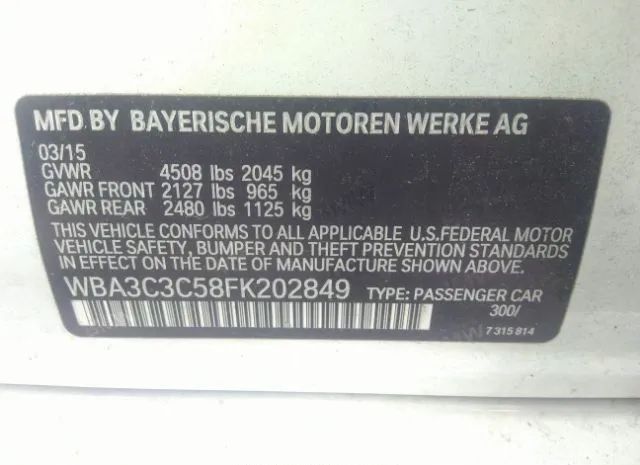 MFD BY BAYERISCHE MOTOREN WERKE AG
03/15
GVWR 4508 lbs 2045 kg
GAWR FRONT 2127 lbs 965 kg
GAWR REAR 2480 lbs 1125 kg
THIS VEHICLE CONFORMS TO ALL APPLICABLE U.S.FEDERAL MOTOR
VEHICLE SAFETY, BUMPER AND THEFT PREVENTION STANDARDS
IN EFFECT ON THE DATE OF MANUFACTURE SHOWN ABOVE.
WBA3C3C58FK202849 TYPE: PASSENGER CAR
300/
7 315 814